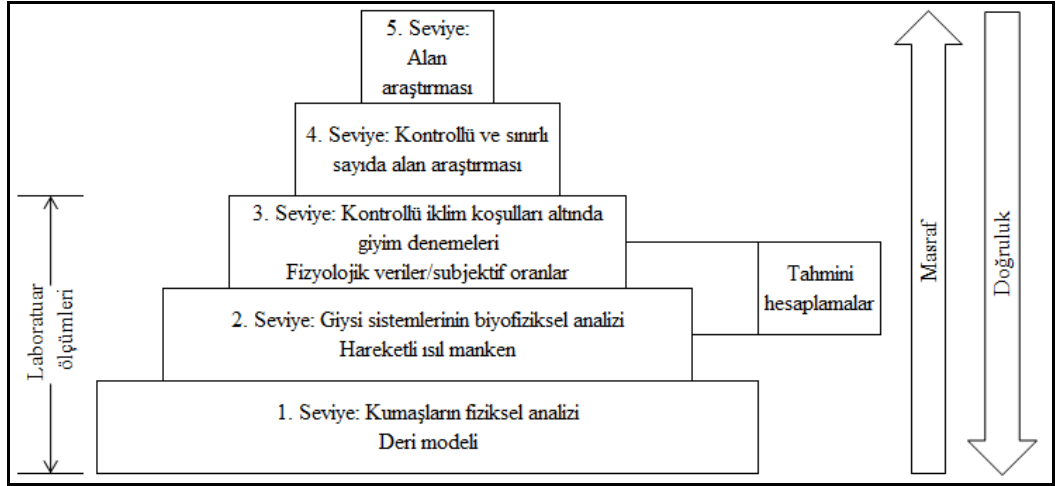 5. Seviye:
Alan
araştırması
4. Seviye: Kontrollü ve sınırlı
sayıda alan araştırması
3. Seviye: Kontrollü iklim koşulları altında
giyim denemeleri
Fizyolojik veriler/subjektif oranlar
2. Seviye: Giysi sistemlerinin biyofiziksel analizi
Hareketli ısıl manken
1. Seviye: Kumaşların fiziksel analizi
Deri modeli
Tahmini
hesaplamalar
Laboratuar
ölçümleri
Masraf
Doğruluk